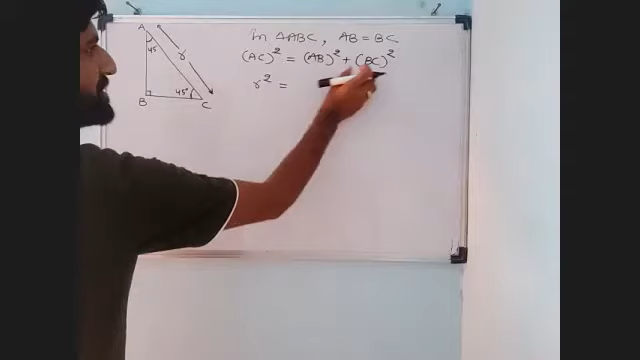 A
45
r
B
45°
C
In ΔABC, AB = BC
(AC)² = (AB)² + (BC)²
r² =